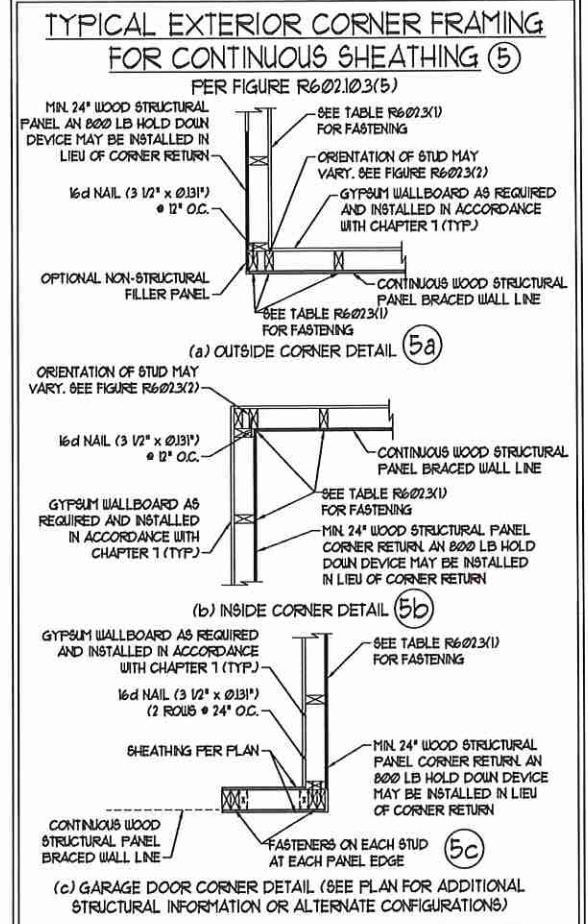 TYPICAL EXTERIOR CORNER FRAMING
FOR CONTINUOUS SHEATHING 5
PER FIGURE R602.10.3(5)
MIN. 24" WOOD STRUCTURAL
PANEL AN 800 LB HOLD DOWN
DEVICE MAY BE INSTALLED IN
LIEU OF CORNER RETURN
16d NAIL (3 1/2" x Ø.131")
@ 12" O.C.
OPTIONAL NON-STRUCTURAL
FILLER PANEL
SEE TABLE R602.3(1)
FOR FASTENING
ORIENTATION OF STUD MAY
VARY. SEE FIGURE R602.3(2)
GYPSUM WALLBOARD AS REQUIRED
AND INSTALLED IN ACCORDANCE
WITH CHAPTER 7 (TYP.)
CONTINUOUS WOOD STRUCTURAL
PANEL BRACED WALL LINE
SEE TABLE R602.3(1)
FOR FASTENING
(a) OUTSIDE CORNER DETAIL 5a
ORIENTATION OF STUD MAY
VARY. SEE FIGURE R602.3(2)
16d NAIL (3 1/2" x Ø.131")
@ 12" O.C.
GYPSUM WALLBOARD AS
REQUIRED AND INSTALLED
IN ACCORDANCE WITH
CHAPTER 7 (TYP.)
CONTINUOUS WOOD STRUCTURAL
PANEL BRACED WALL LINE
SEE TABLE R602.3(1)
FOR FASTENING
MIN. 24" WOOD STRUCTURAL PANEL
CORNER RETURN. AN 800 LB HOLD
DOWN DEVICE MAY BE INSTALLED
IN LIEU OF CORNER RETURN
(b) INSIDE CORNER DETAIL 5b
GYPSUM WALLBOARD AS REQUIRED
AND INSTALLED IN ACCORDANCE
WITH CHAPTER 7 (TYP.)
16d NAIL (3 1/2" x Ø.131")
(2 ROWS @ 24" O.C.
SHEATHING PER PLAN
CONTINUOUS WOOD
STRUCTURAL PANEL
BRACED WALL LINE
SEE TABLE R602.3(1)
FOR FASTENING
MIN. 24" WOOD STRUCTURAL
PANEL CORNER RETURN. AN
800 LB HOLD DOWN DEVICE
MAY BE INSTALLED IN LIEU
OF CORNER RETURN
FASTENERS ON EACH STUD
AT EACH PANEL EDGE
5c
(c) GARAGE DOOR CORNER DETAIL (SEE PLAN FOR ADDITIONAL
STRUCTURAL INFORMATION OR ALTERNATE CONFIGURATIONS)